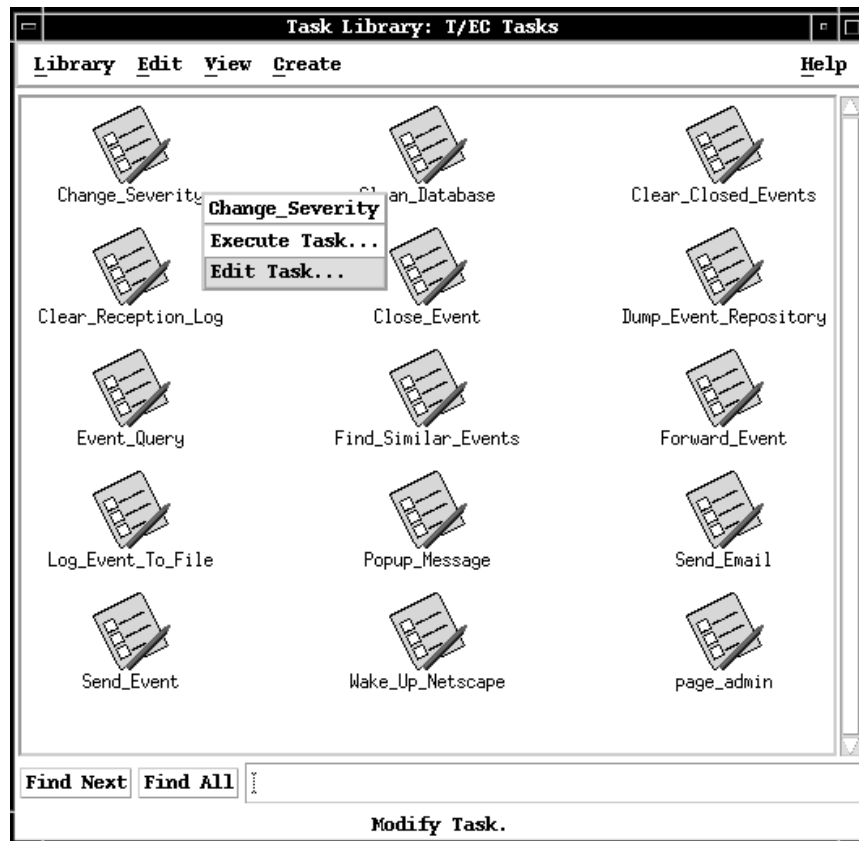 Task Library: T/EC Tasks
Library Edit View Create Help
Change_Severity an_Database Clear_Closed_Events
Change_Severity
Execute Task...
Edit Task...
Clear_Reception_Log Close_Event Dump_Event_Repository
Event_Query Find_Similar_Events Forward_Event
Log_Event_To_File Popup_Message Send_Email
Send_Event Wake_Up_Netscape page_admin
Find Next Find All
Modify Task.